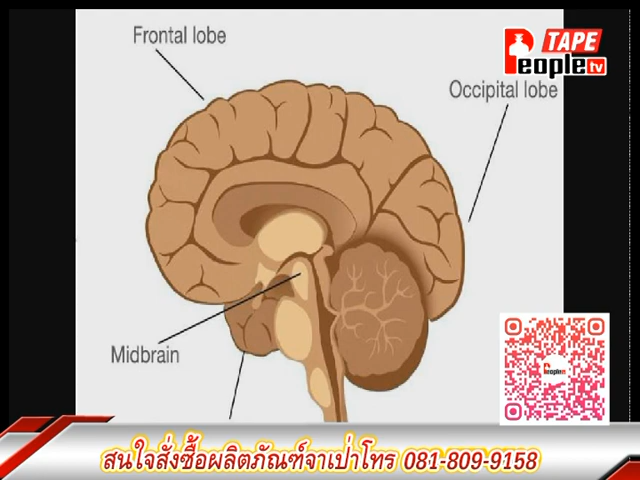 Frontal lobe
TAPE
People tv
Occipital lobe
Midbrain
People tv
สนใจสั่งซื้อผลิตภัณฑ์จาเป่าโทร 081-809-9158